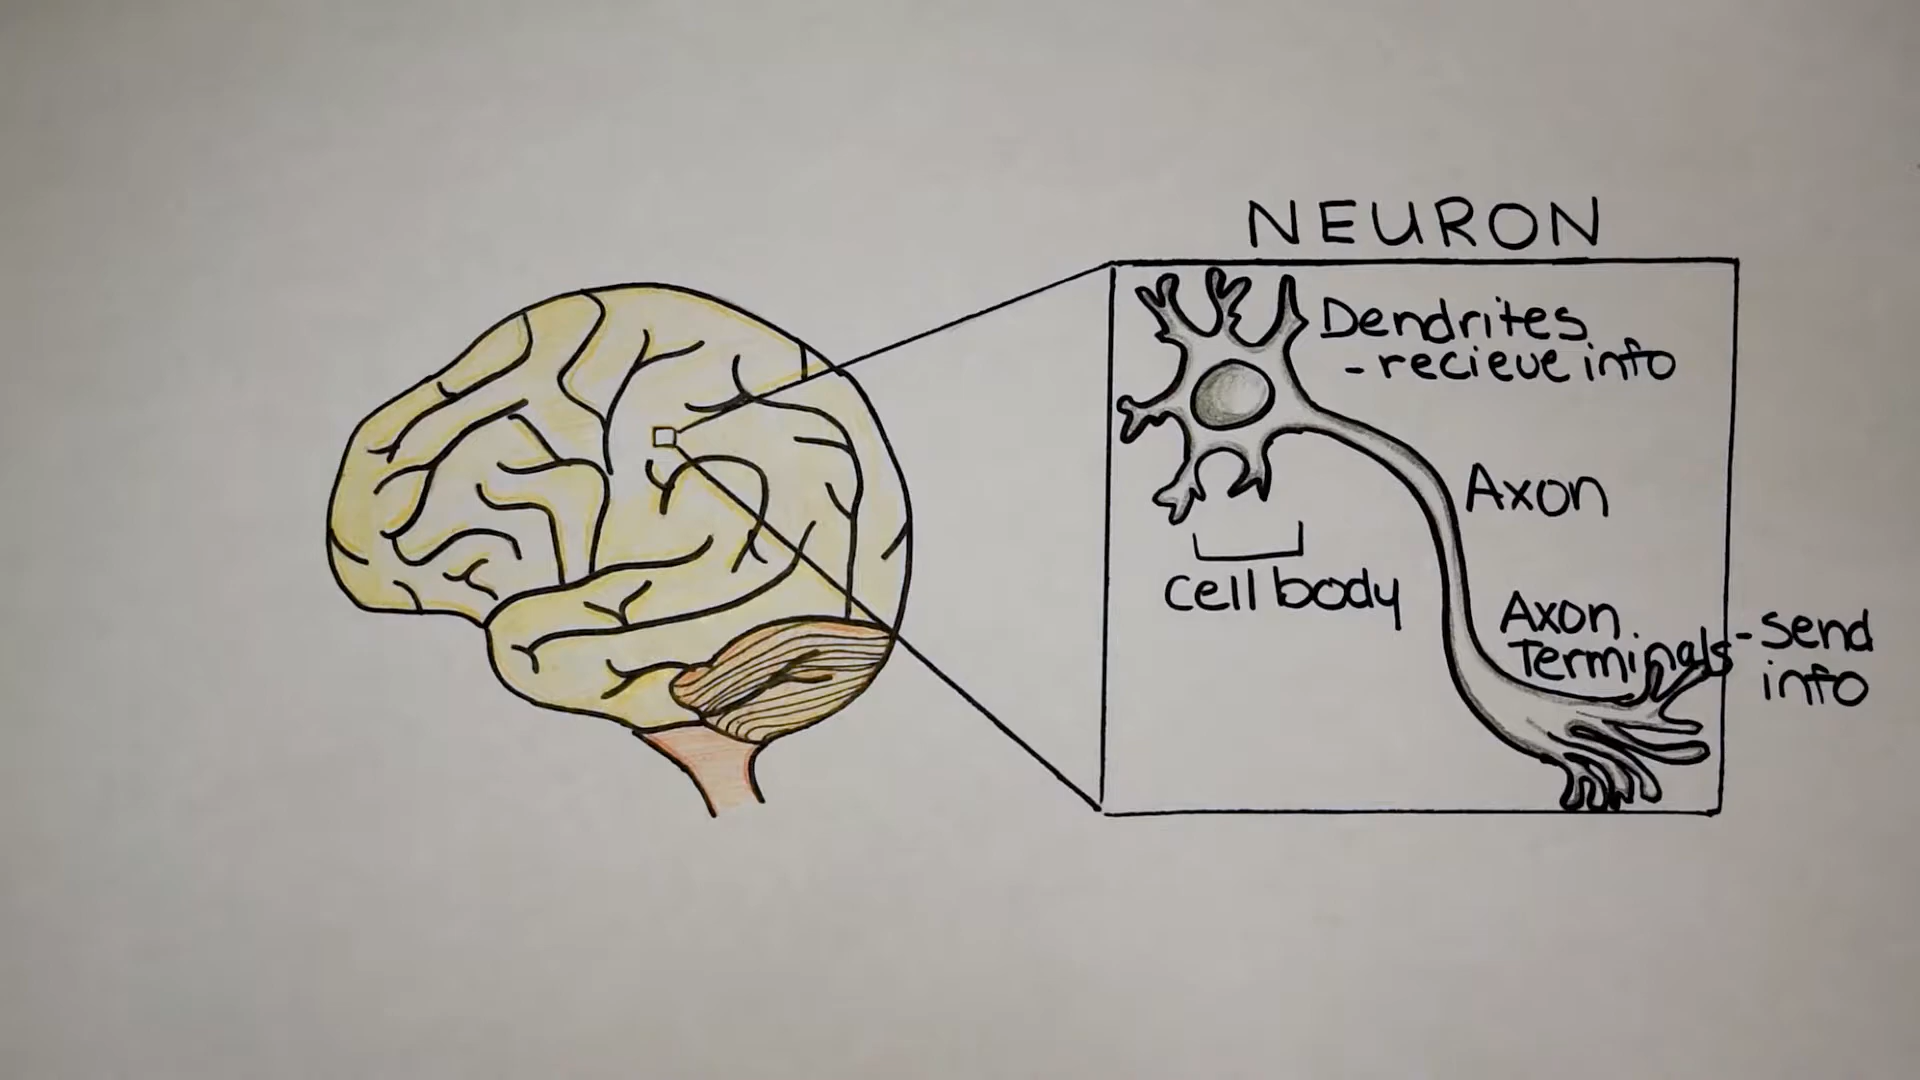 NEURON
Dendrites
- recieve info
Axon
cell body
Axon
Terminals - send
info